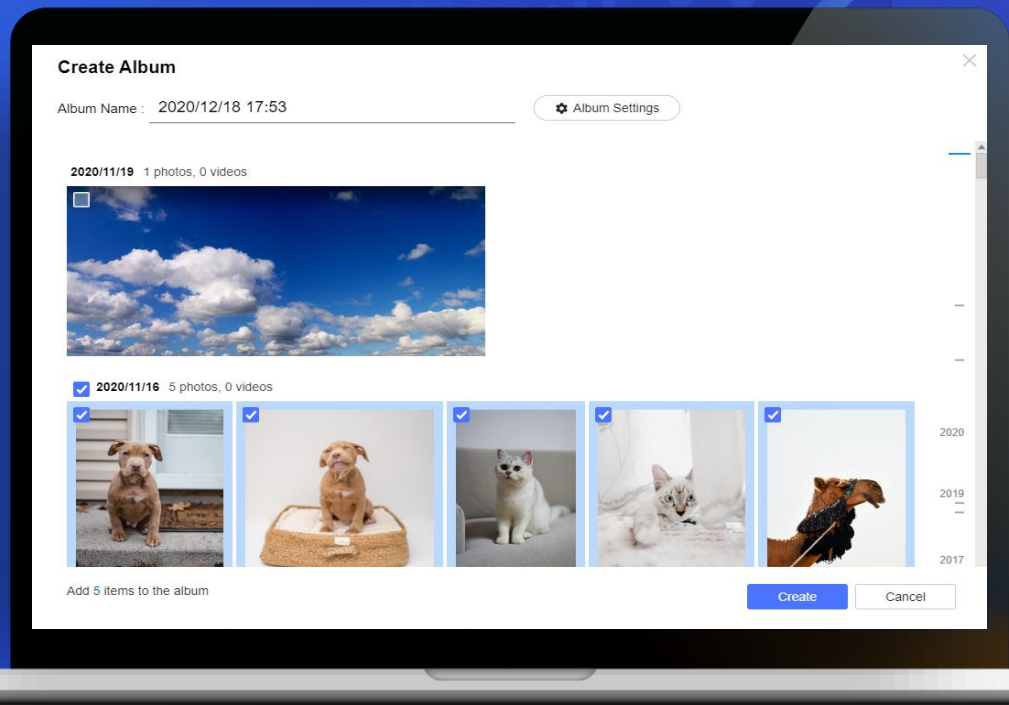 Create Album
Album Name : 2020/12/18 17:53
Album Settings
2020/11/19 1 photos, 0 videos
2020/11/16 5 photos, 0 videos
2020
2019
2017
Add 5 items to the album
Create
Cancel